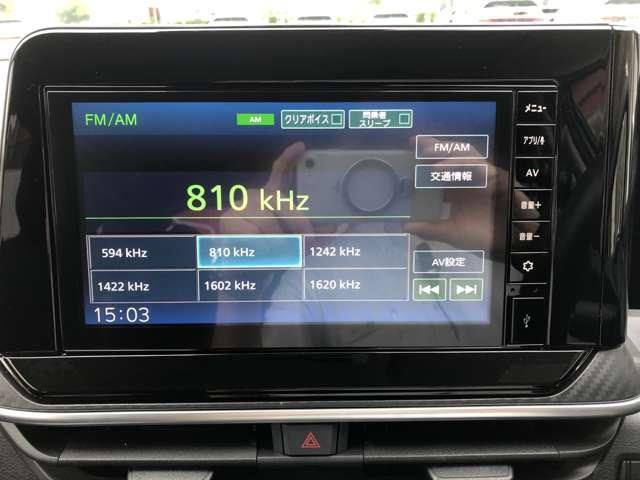 FM/AM
AM
クリアボイス
同乗者
スリープ
FM/AM
交通情報
810 kHz
594 kHz
810 kHz
1242 kHz
1422 kHz
1602 kHz
1620 kHz
AV設定
15:03
メニュー
アプリ/
AV
音量+
音量-